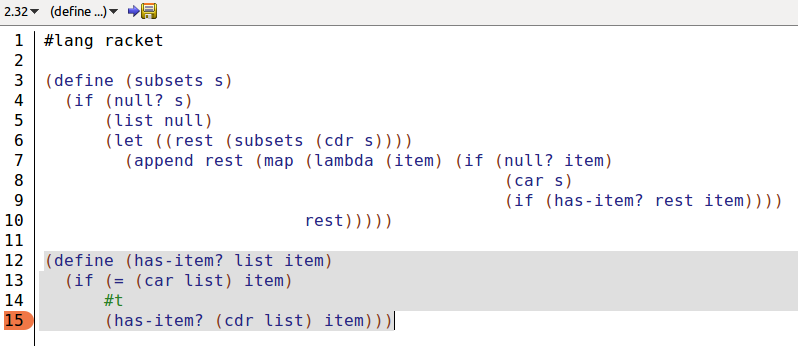 2.32 (define ...)
1 #lang racket
2
3 (define (subsets s)
4   (if (null? s)
5       (list null)
6       (let ((rest (subsets (cdr s))))
7         (append rest (map (lambda (item) (if (null? item)
8                                              (car s)
9                                              (if (has-item? rest item))))
10                          rest)))))
11
12 (define (has-item? list item)
13   (if (= (car list) item)
14       #t
15       (has-item? (cdr list) item)))